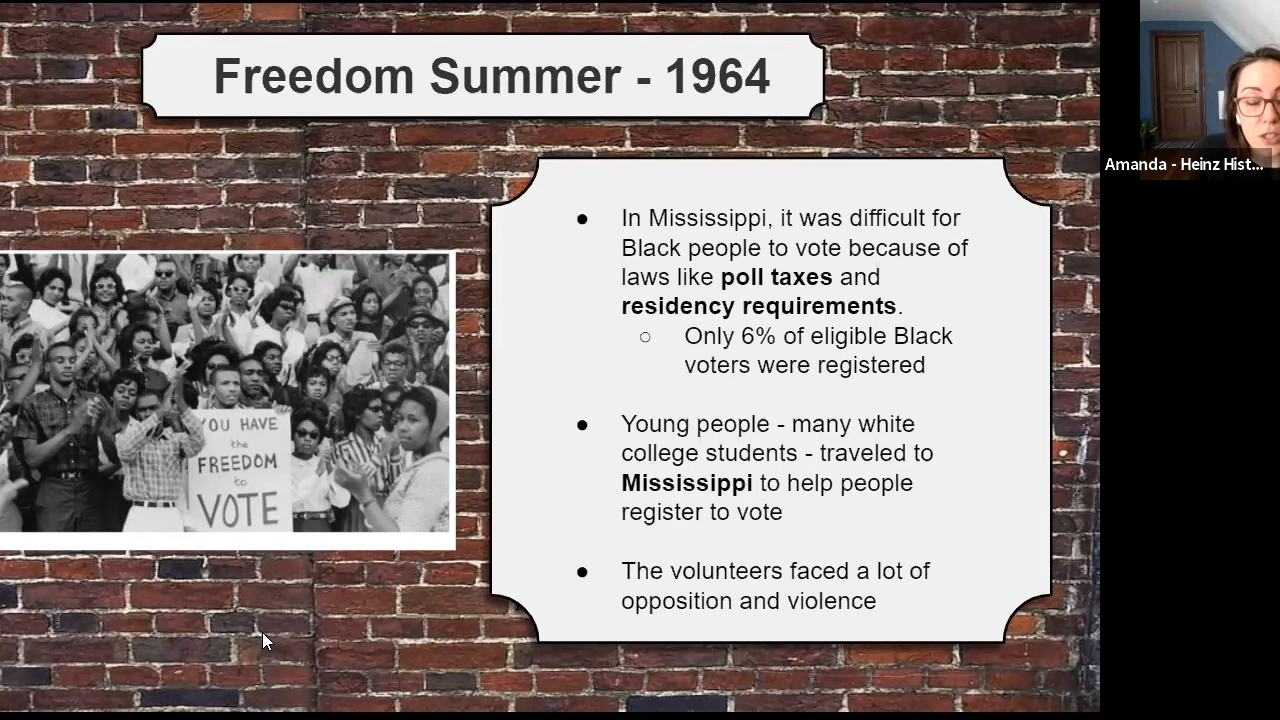 Freedom Summer - 1964
Amanda - Heinz Hist...
● In Mississippi, it was difficult for
Black people to vote because of
laws like poll taxes and
residency requirements.
○ Only 6% of eligible Black
voters were registered
● Young people - many white
college students - traveled to
Mississippi to help people
register to vote
● The volunteers faced a lot of
opposition and violence
YOU HAVE
the
FREEDOM
to
VOTE